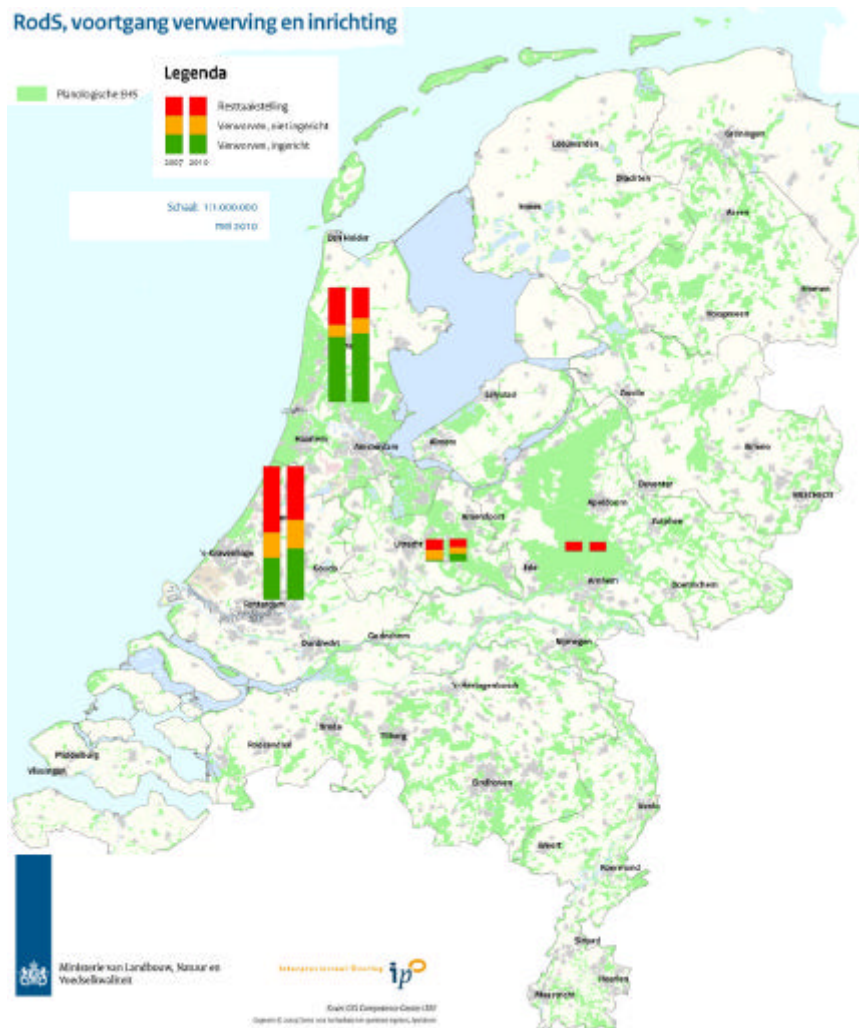 RodS, voortgang verwerving en inrichting
Planologische EHS
Legenda
Resttaakstelling
Verworven, niet ingericht
Verworven, ingericht
2007 2010
Schaal: 1:1.000.000
mei 2010
Leeuwarden
Groningen
Drachten
Assen
Den Helder
Emmen
Hoogeveen
Lelystad
Zwolle
Haarlem
Amsterdam
Almere
Almelo
Deventer
Enschede
Apeldoorn
Amersfoort
Zutphen
Utrecht
's-Gravenhage
Gouda
Ede
Arnhem
Doetinchem
Rotterdam
Dordrecht
Gorinchem
Nijmegen
's-Hertogenbosch
Breda
Tilburg
Roosendaal
Middelburg
Vlissingen
Eindhoven
Venlo
Weert
Roermond
Sittard
Heerlen
Maastricht
Ministerie van Landbouw, Natuur en
Voedselkwaliteit
Interprovinciaal Overleg
ipo